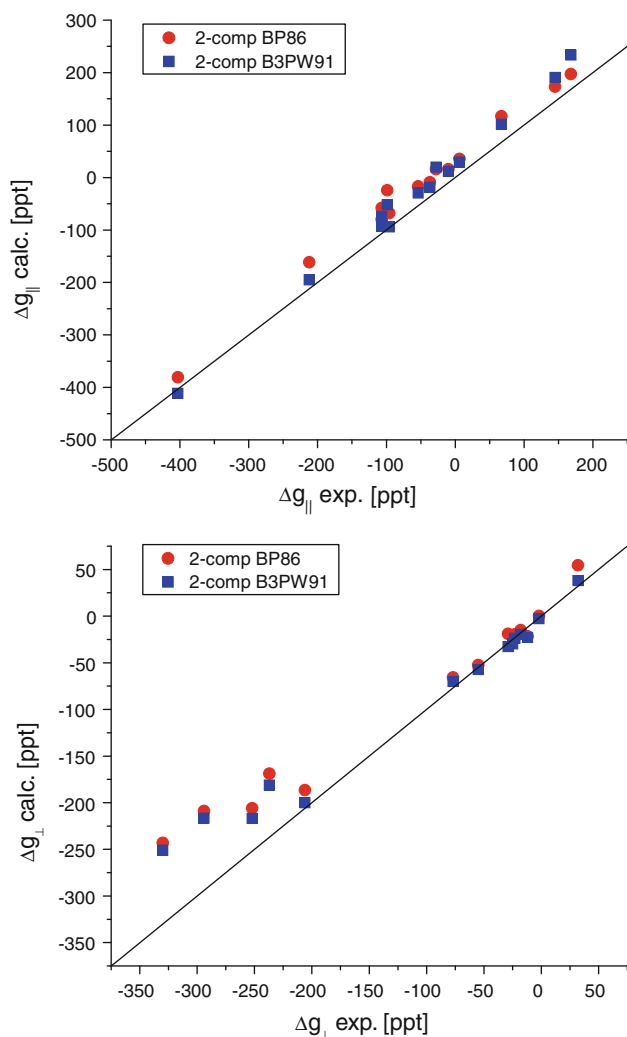 300
200
100
0
-100
-200
-300
-400
-500
Δg|| calc. [ppt]
2-comp BP86
2-comp B3PW91
-500 -400 -300 -200 -100 0 100 200
Δg|| exp. [ppt]
50
0
-50
-100
-150
-200
-250
-300
-350
Δg⊥ calc. [ppt]
2-comp BP86
2-comp B3PW91
-350 -300 -250 -200 -150 -100 -50 0 50
Δg⊥ exp. [ppt]